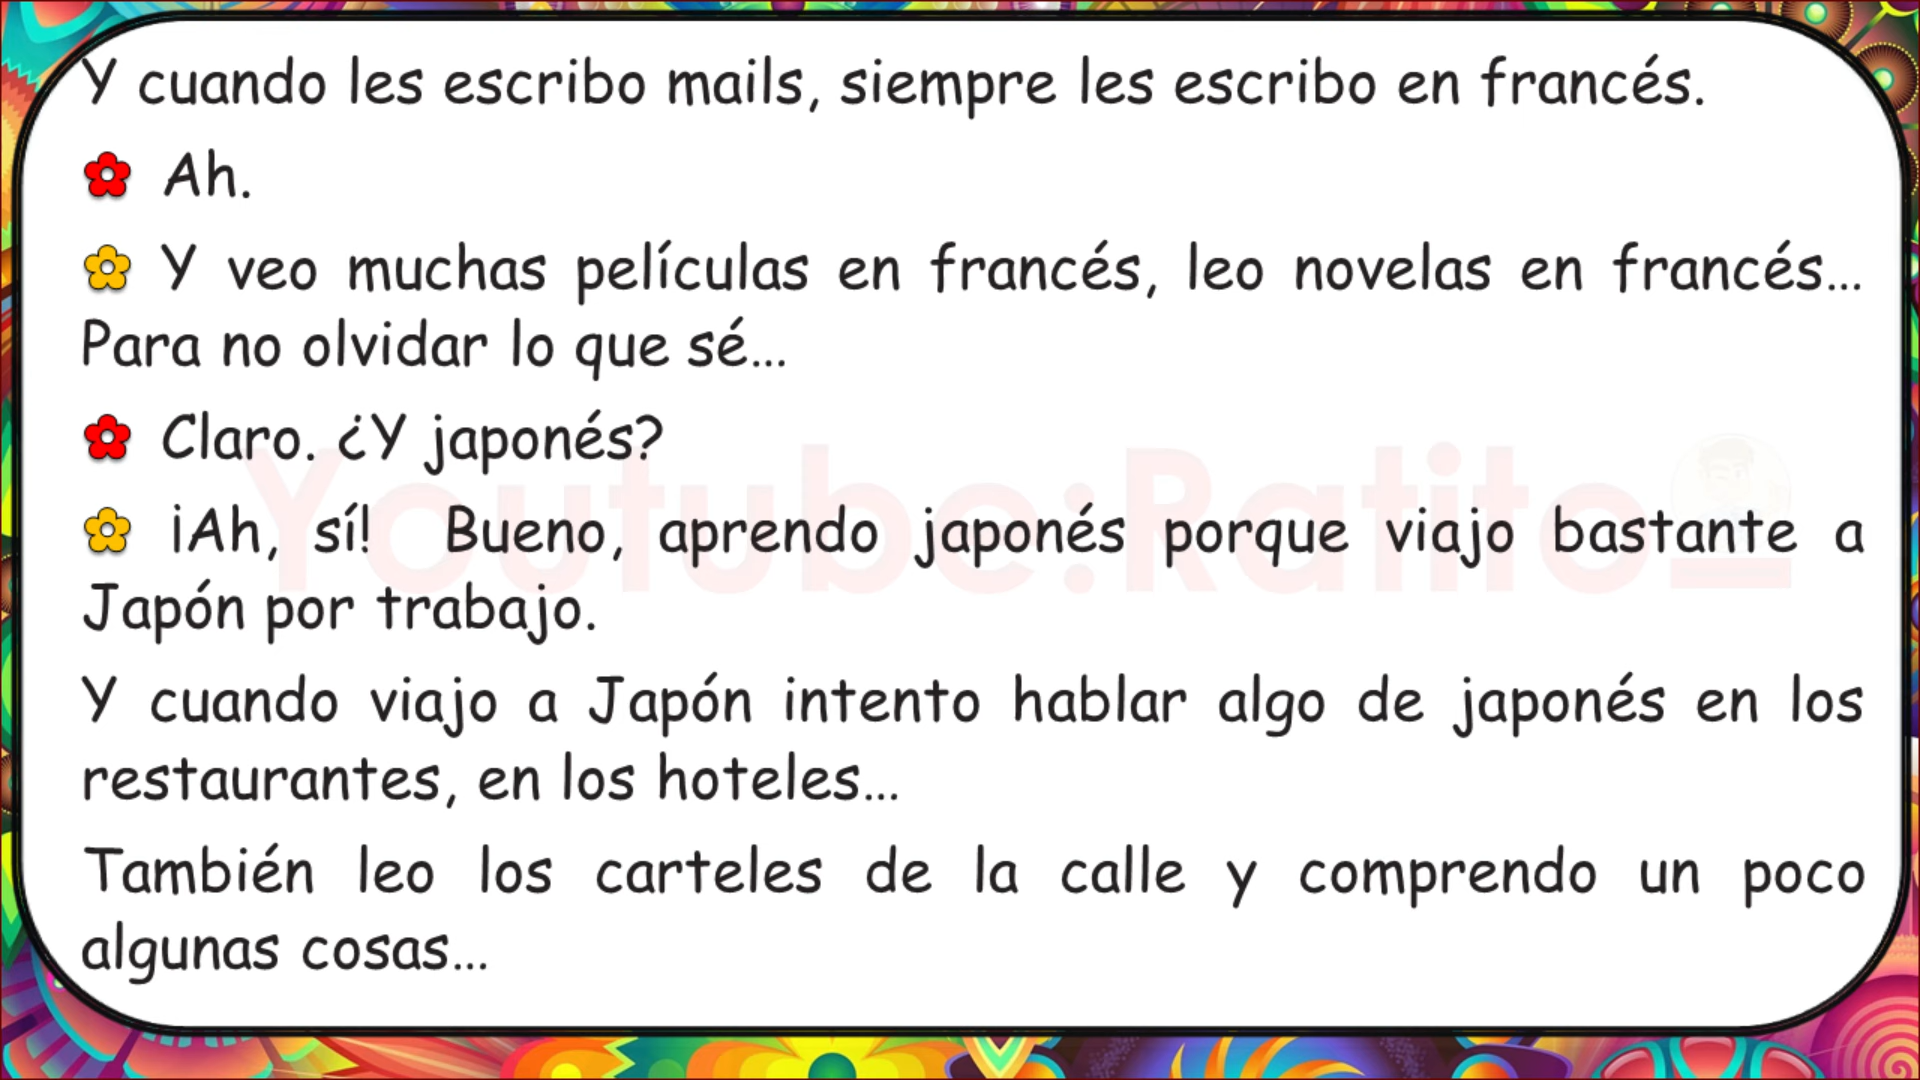 Y cuando les escribo mails, siempre les escribo en francés.
Ah.
Y veo muchas películas en francés, leo novelas en francés...
Para no olvidar lo que sé...
Claro. ¿Y japonés?
¡Ah, sí! Bueno, aprendo japonés porque viajo bastante a
Japón por trabajo.
Y cuando viajo a Japón intento hablar algo de japonés en los
restaurantes, en los hoteles...
También leo los carteles de la calle y comprendo un poco
algunas cosas...
Youtube:Ratito